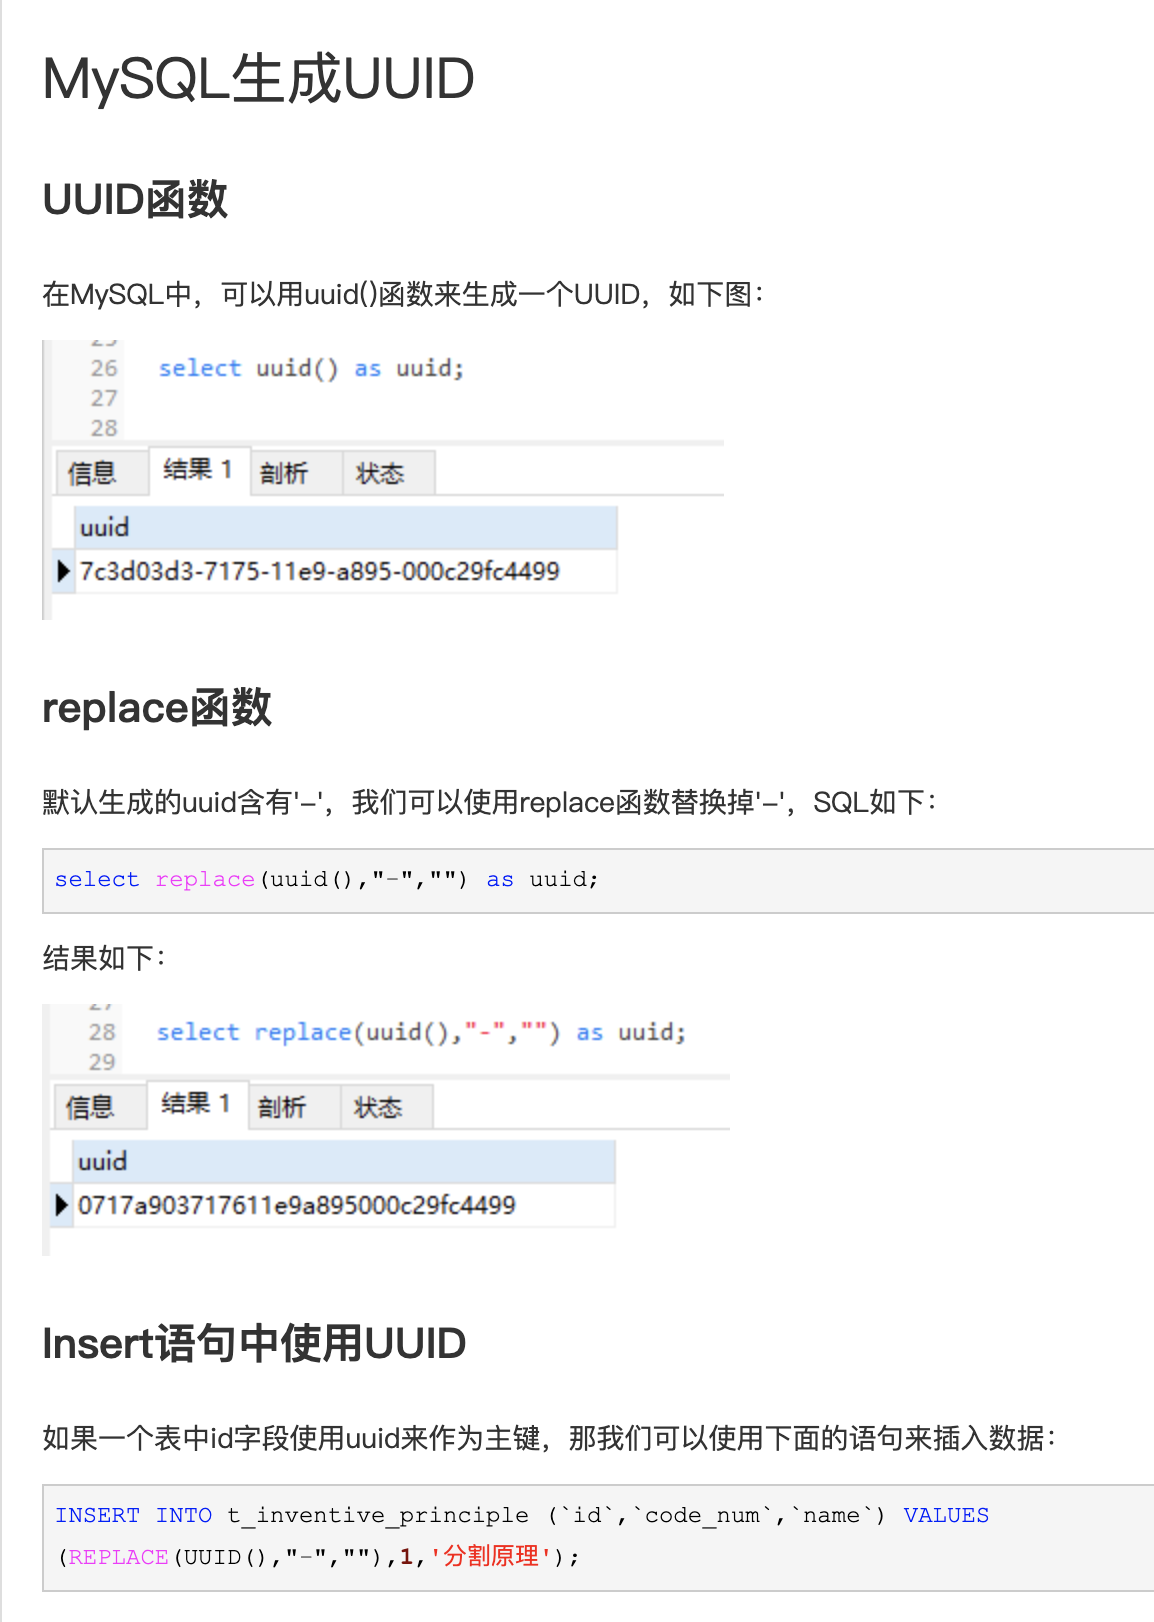 MySQL生成UUID
UUID函数
在MySQL中，可以用uuid()函数来生成一个UUID，如下图：
26 select uuid() as uuid;
27
28
信息 结果 1 剖析 状态
uuid
7c3d03d3-7175-11e9-a895-000c29fc4499
replace函数
默认生成的uuid含有'-'，我们可以使用replace函数替换掉'-'，SQL如下：
select replace(uuid(),"-","") as uuid;
结果如下：
27
28 select replace(uuid(),"-","") as uuid;
29
信息 结果 1 剖析 状态
uuid
0717a903717611e9a895000c29fc4499
Insert语句中使用UUID
如果一个表中id字段使用uuid来作为主键，那我们可以使用下面的语句来插入数据：
INSERT INTO t_inventive_principle (`id`,`code_num`,`name`) VALUES
(REPLACE(UUID(),"-",""),1,'分割原理');